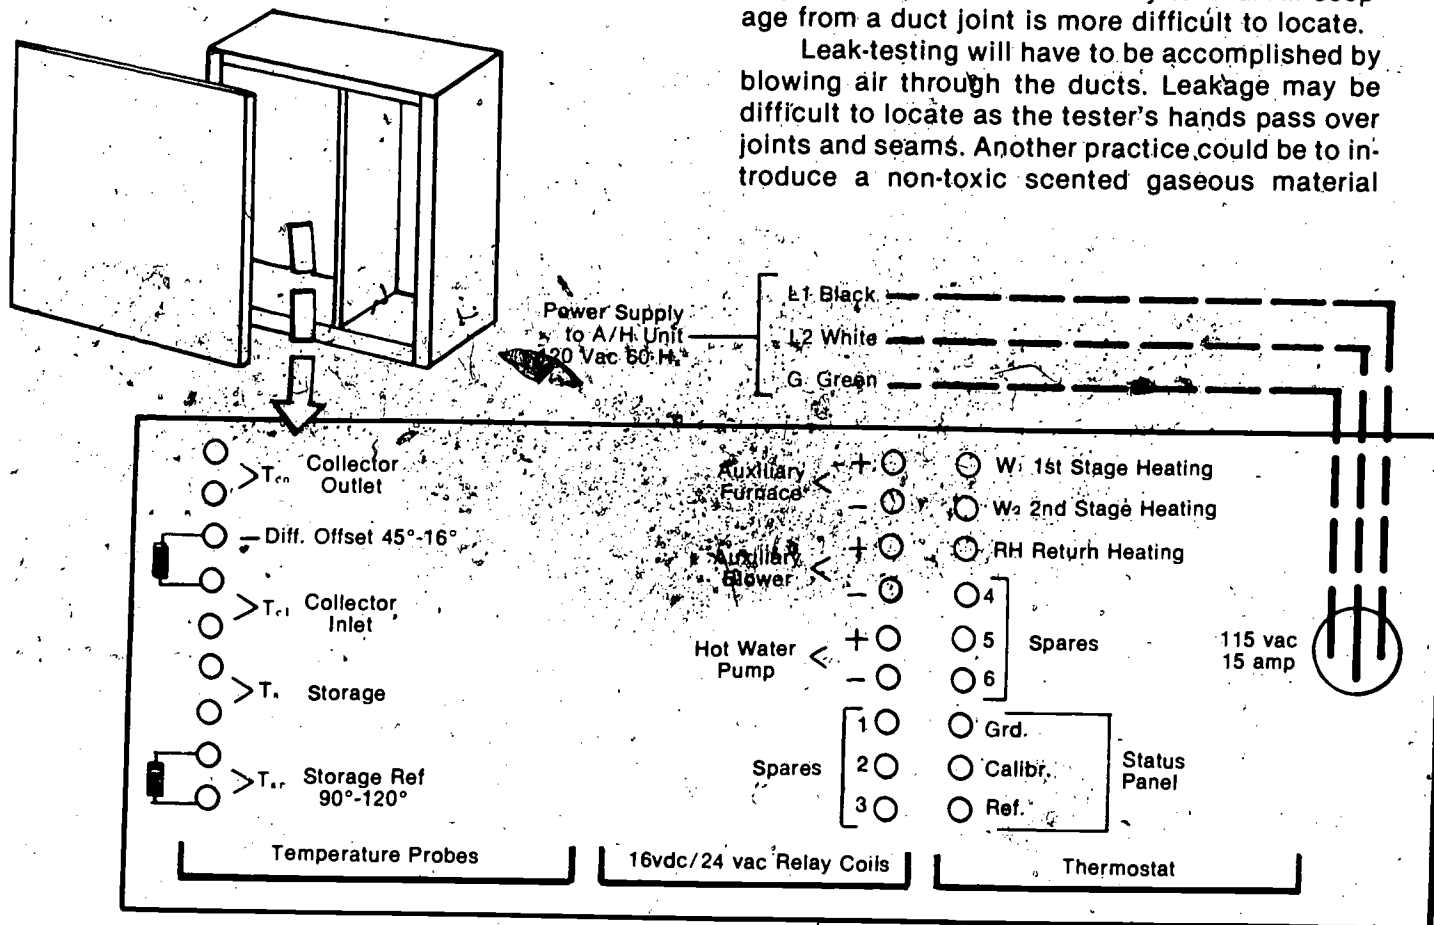 age from a duct joint is more difficult to locate.
Leak-testing will have to be accomplished by
blowing air through the ducts. Leakage may be
difficult to locate as the tester's hands pass over
joints and seams. Another practice could be to in-
troduce a non-toxic scented gaseous material
Power Supply
to A/H Unit
120 Vac 60 H.
L1 Black
L2 White
G Green
Collector
Outlet
Diff. Offset 45°-16°
Collector
Inlet
Storage
Storage Ref
90°-120°
Temperature Probes
Auxiliary
Furnace
+
−
Auxiliary
Blower
+
−
Hot Water
Pump
+
−
Spares
1
2
3
16vdc/24 vac Relay Coils
W₁ 1st Stage Heating
W₂ 2nd Stage Heating
RH Return Heating
4
5
6
Spares
Grd.
Calibr.
Ref.
Status
Panel
Thermostat
115 vac
15 amp